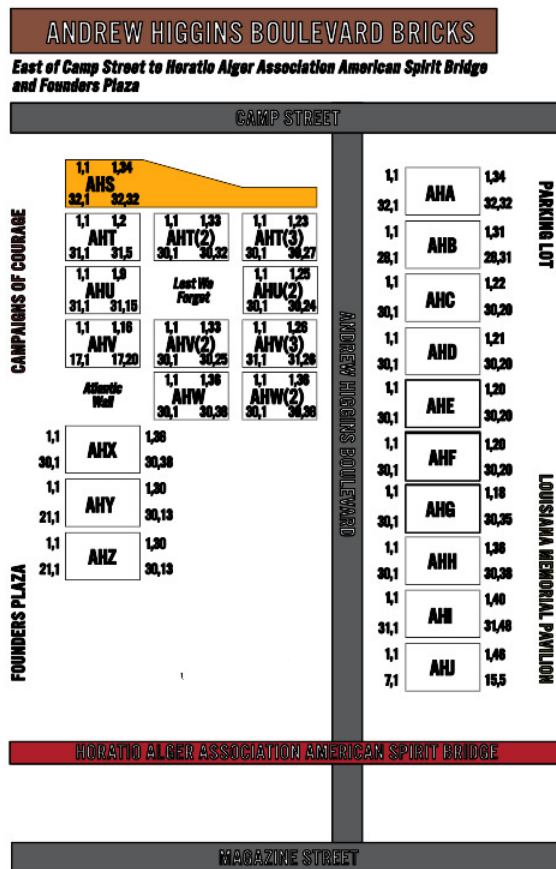 ANDREW HIGGINS BOULEVARD BRICKS
East of Camp Street to Horatio Alger Association American Spirit Bridge
and Founders Plaza
CAMP STREET
1,1 1,34
AHS
32,1 32,32
1,1 1,2
AHT
31,1 31,5
1,1 1,33
AHT(2)
30,1 30,32
1,1 1,23
AHT(3)
30,1 30,27
1,1 1,9
AHU
31,1 31,15
Lest We
Forget
1,1 1,25
AHU(2)
30,1 30,24
1,1 1,16
AHV
17,1 17,20
1,1 1,33
AHV(2)
30,1 30,25
1,1 1,26
AHV(3)
31,1 31,26
Atlantic
Wall
1,1 1,36
AHW
30,1 30,38
1,1 1,36
AHW(2)
30,1 30,38
1,1 1,36
AHX
30,1 30,38
1,1 1,30
AHY
21,1 30,13
1,1 1,30
AHZ
21,1 30,13
CAMPAIGNS OF COURAGE
FOUNDERS PLAZA
ANDREW HIGGINS BOULEVARD
1,1 1,34
AHA
32,1 32,32
1,1 1,31
AHB
28,1 28,31
1,1 1,22
AHC
30,1 30,20
1,1 1,21
AHD
30,1 30,20
1,1 1,20
AHE
30,1 30,20
1,1 1,20
AHF
30,1 30,20
1,1 1,18
AHG
30,1 30,35
1,1 1,36
AHH
30,1 30,38
1,1 1,40
AHI
31,1 31,48
1,1 1,46
AHJ
7,1 15,5
PARKING LOT
LOUISIANA MEMORIAL PAVILION
HORATIO ALGER ASSOCIATION AMERICAN SPIRIT BRIDGE
MAGAZINE STREET